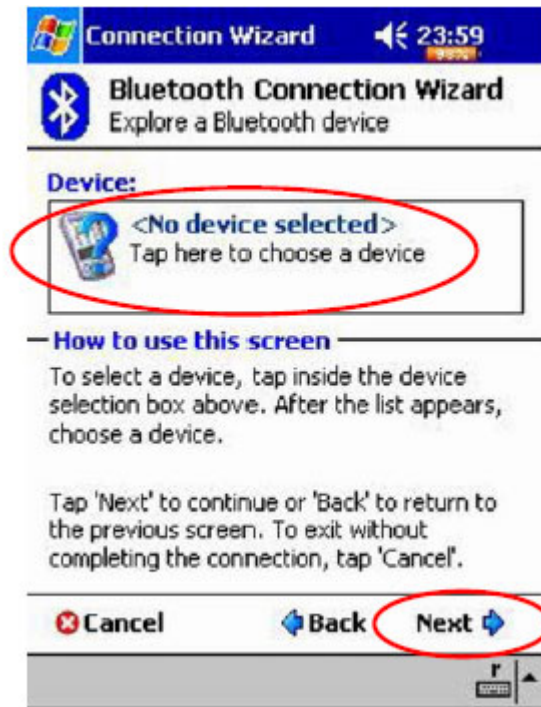 Connection Wizard 23:59
98%
Bluetooth Connection Wizard
Explore a Bluetooth device
Device:
<No device selected>
Tap here to choose a device
How to use this screen
To select a device, tap inside the device
selection box above. After the list appears,
choose a device.
Tap 'Next' to continue or 'Back' to return to
the previous screen. To exit without
completing the connection, tap 'Cancel'.
Cancel Back Next
r